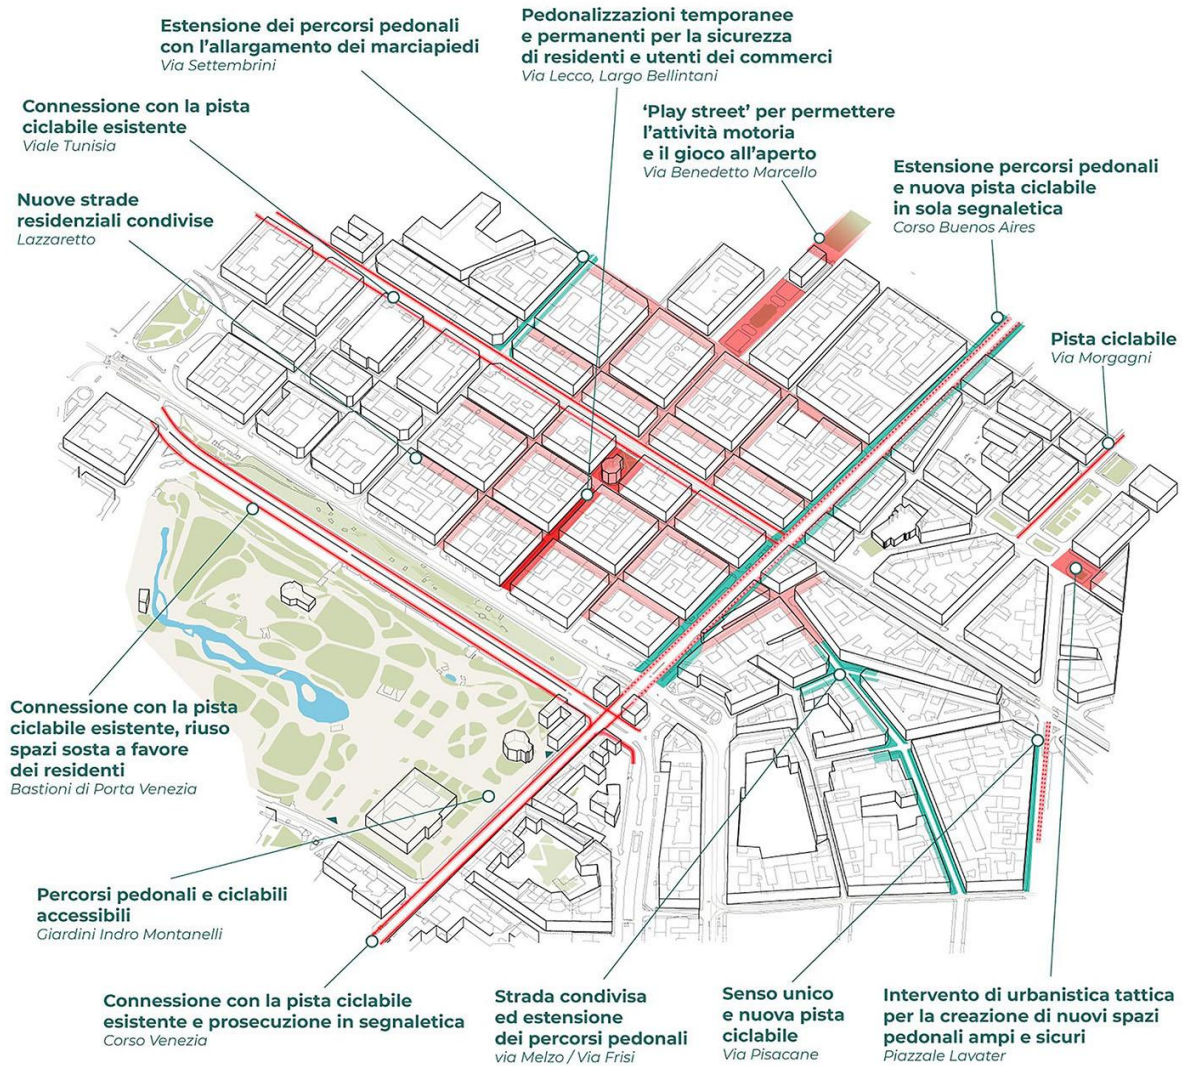 Estensione dei percorsi pedonali
con l’allargamento dei marciapiedi
Via Settembrini
Pedonalizzazioni temporanee
e permanenti per la sicurezza
di residenti e utenti dei commerci
Via Lecco, Largo Bellintani
Connessione con la pista
ciclabile esistente
Viale Tunisia
‘Play street’ per permettere
l’attività motoria
e il gioco all’aperto
Via Benedetto Marcello
Estensione percorsi pedonali
e nuova pista ciclabile
in sola segnaletica
Corso Buenos Aires
Nuove strade
residenziali condivise
Lazzaretto
Pista ciclabile
Via Morgagni
Connessione con la pista
ciclabile esistente, riuso
spazi sosta a favore
dei residenti
Bastioni di Porta Venezia
Percorsi pedonali e ciclabili
accessibili
Giardini Indro Montanelli
Connessione con la pista ciclabile
esistente e prosecuzione in segnaletica
Corso Venezia
Strada condivisa
ed estensione
dei percorsi pedonali
via Melzo / Via Frisi
Senso unico
e nuova pista
ciclabile
Via Pisacane
Intervento di urbanistica tattica
per la creazione di nuovi spazi
pedonali ampi e sicuri
Piazzale Lavater